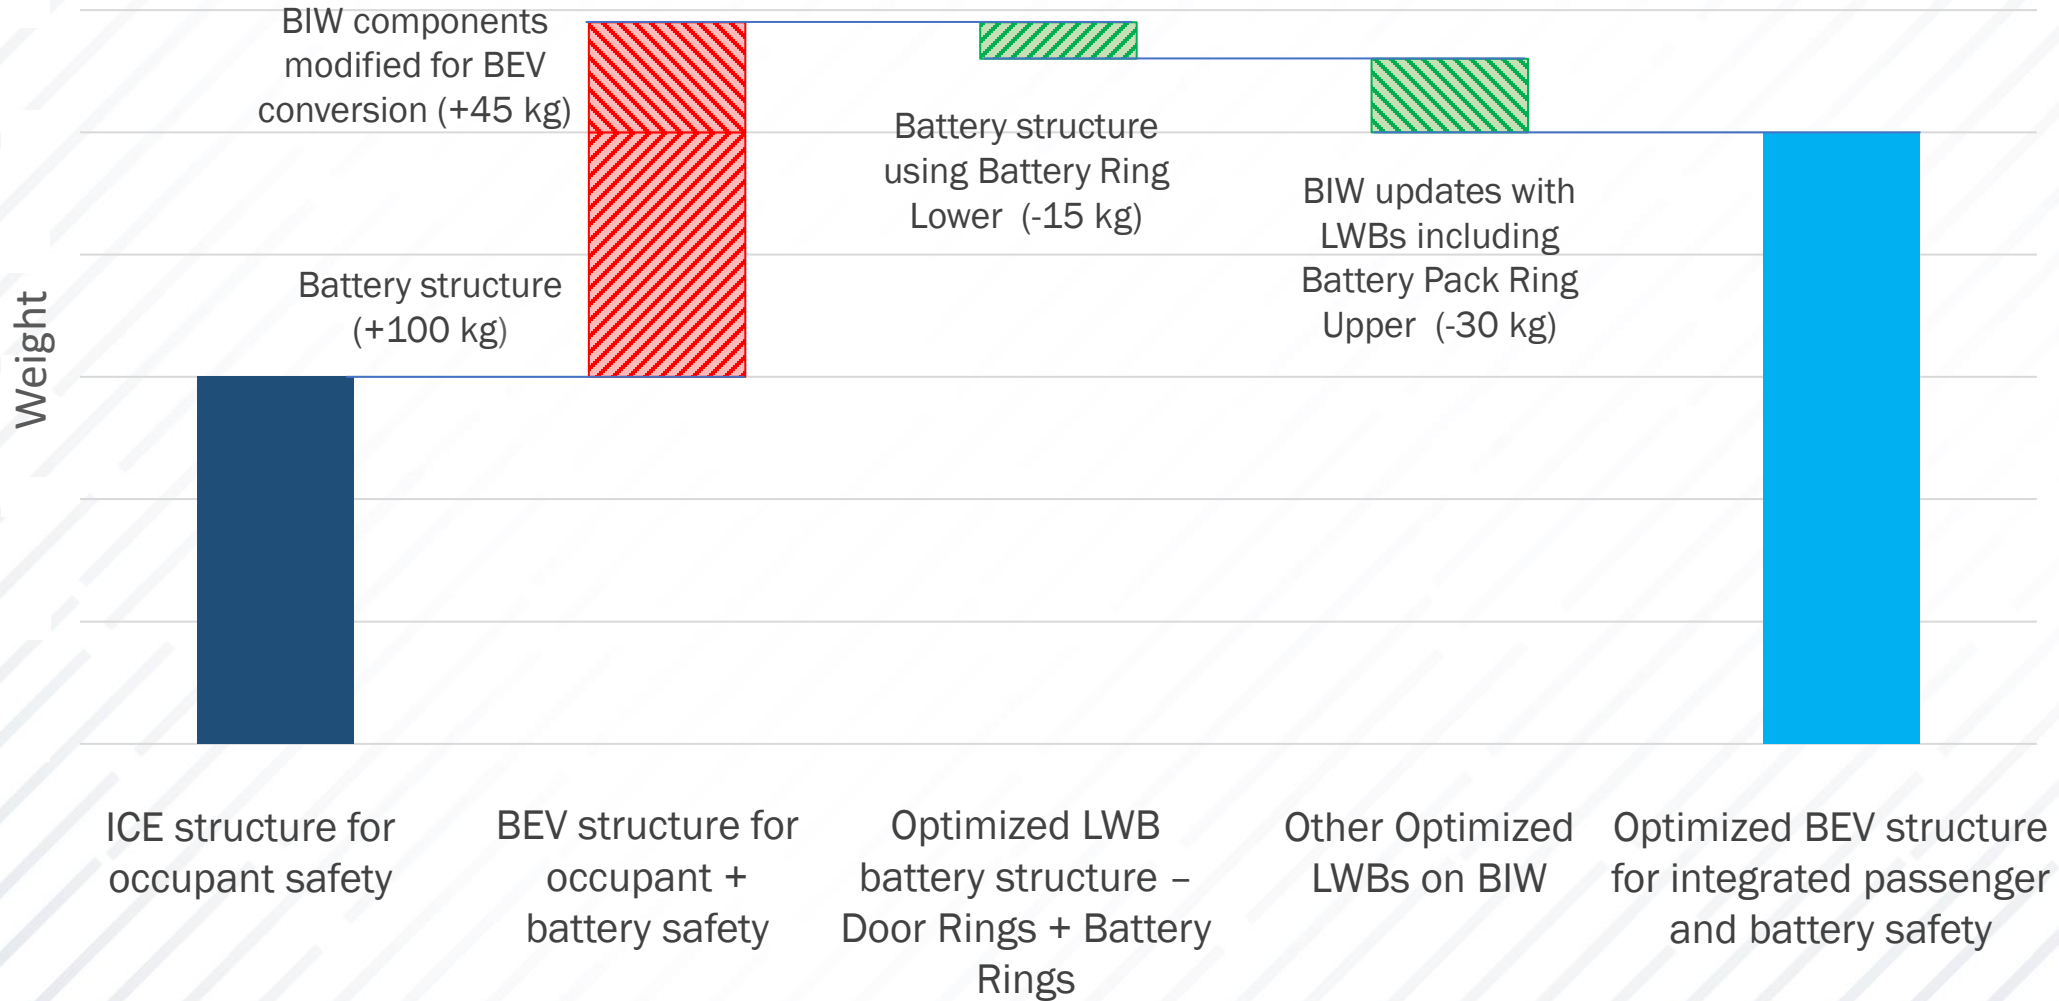 Weight
BIW components
modified for BEV
conversion (+45 kg)
Battery structure
(+100 kg)
Battery structure
using Battery Ring
Lower  (-15 kg)
BIW updates with
LWBs including
Battery Pack Ring
Upper  (-30 kg)
ICE structure for
occupant safety
BEV structure for
occupant +
battery safety
Optimized LWB
battery structure –
Door Rings + Battery
Rings
Other Optimized
LWBs on BIW
Optimized BEV structure
for integrated passenger
and battery safety